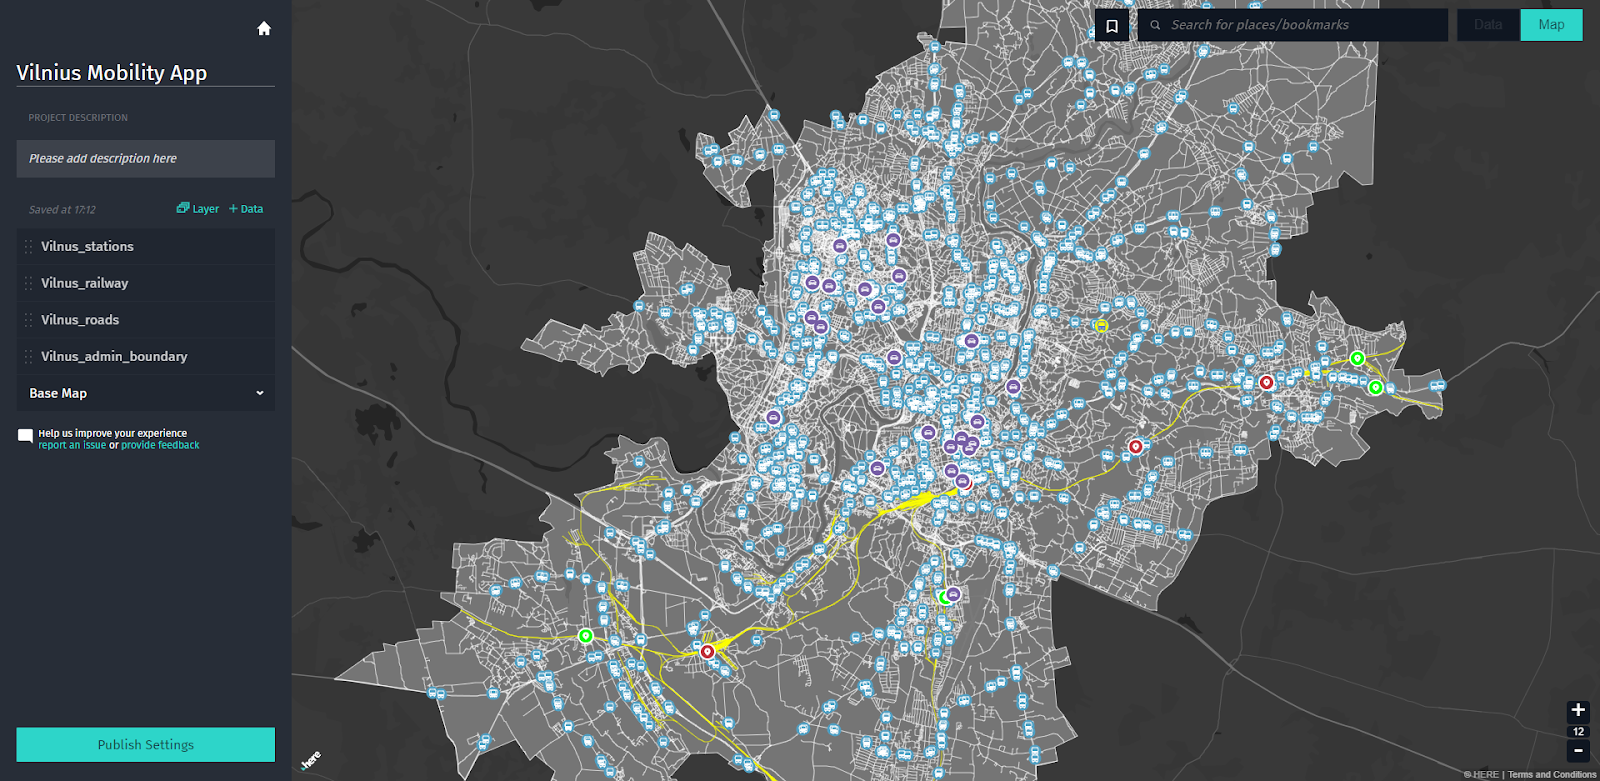 Vilnius Mobility App
PROJECT DESCRIPTION
Please add description here
Saved at 17:12
Layer
+ Data
Vilnus_stations
Vilnus_railway
Vilnus_roads
Vilnus_admin_boundary
Base Map
Help us improve your experience
report an issue or provide feedback
Publish Settings
Search for places/bookmarks
Data
Map
+
12
−
here
© HERE | Terms and Conditions